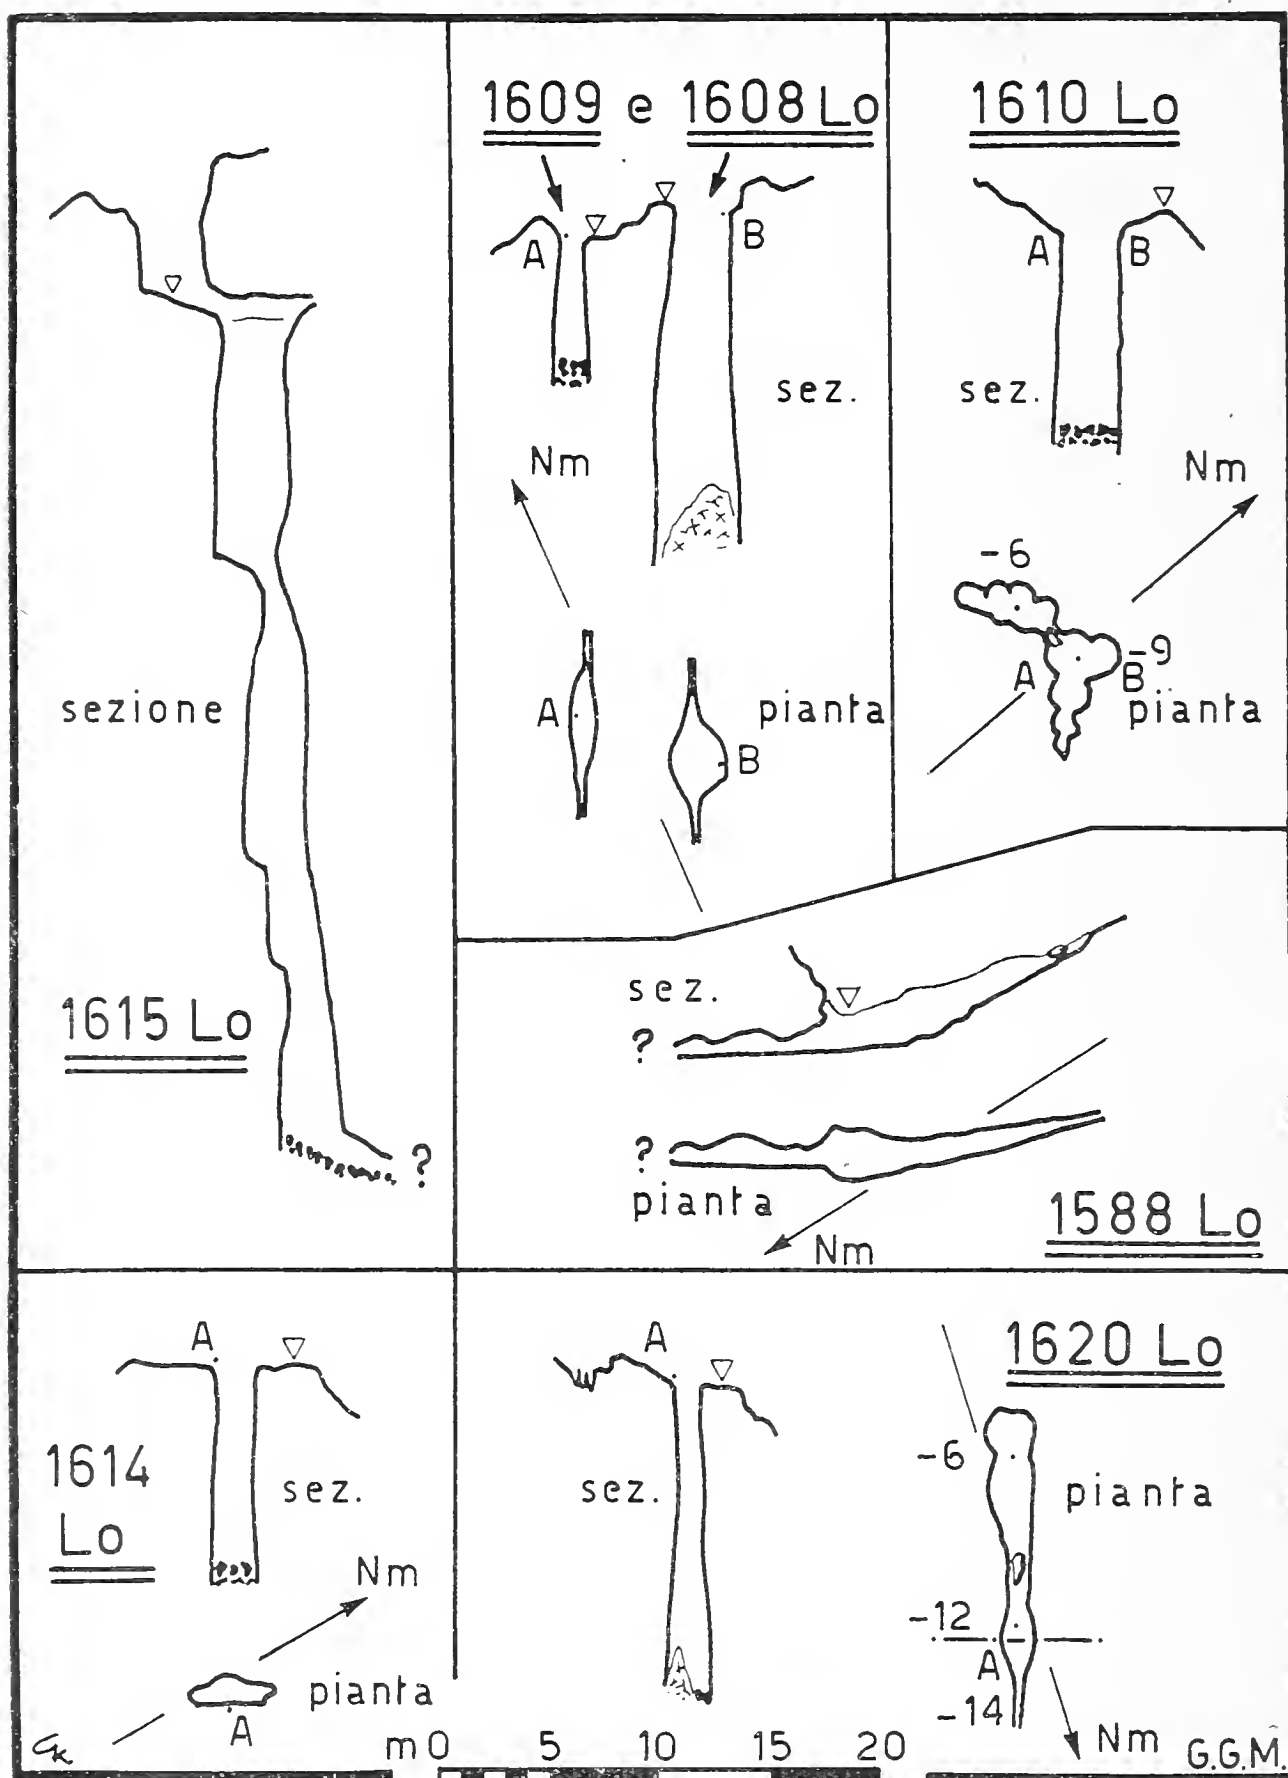 1609 e 1608 Lo
1610 Lo
A
B
sez.
Nm
A
B
pianta
A
B
sez.
Nm
-6
-9
A
B
pianta
sezione
1615 Lo
?
sez.
?
?
pianta
Nm
1588 Lo
A
1614
Lo
sez.
Nm
pianta
A
A
sez.
1620 Lo
-6
pianta
-12
A
-14
Nm
m 0 5 10 15 20
G.G.M.